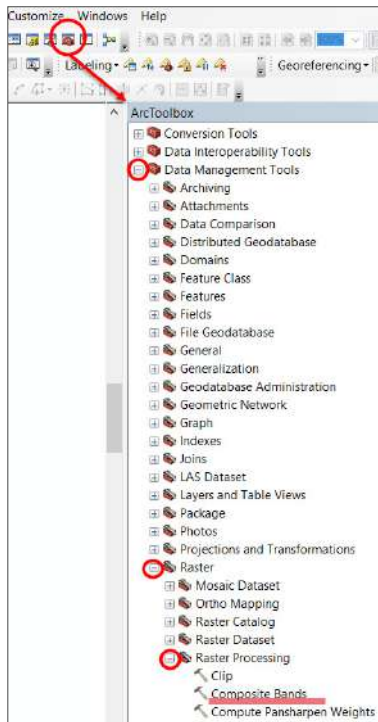 Customize Windows Help
Labeling
Georeferencing
ArcToolbox
Conversion Tools
Data Interoperability Tools
Data Management Tools
Archiving
Attachments
Data Comparison
Distributed Geodatabase
Domains
Feature Class
Features
Fields
File Geodatabase
General
Generalization
Geodatabase Administration
Geometric Network
Graph
Indexes
Joins
LAS Dataset
Layers and Table Views
Package
Photos
Projections and Transformations
Raster
Mosaic Dataset
Ortho Mapping
Raster Catalog
Raster Dataset
Raster Processing
Clip
Composite Bands
Compute Pansharpen Weights